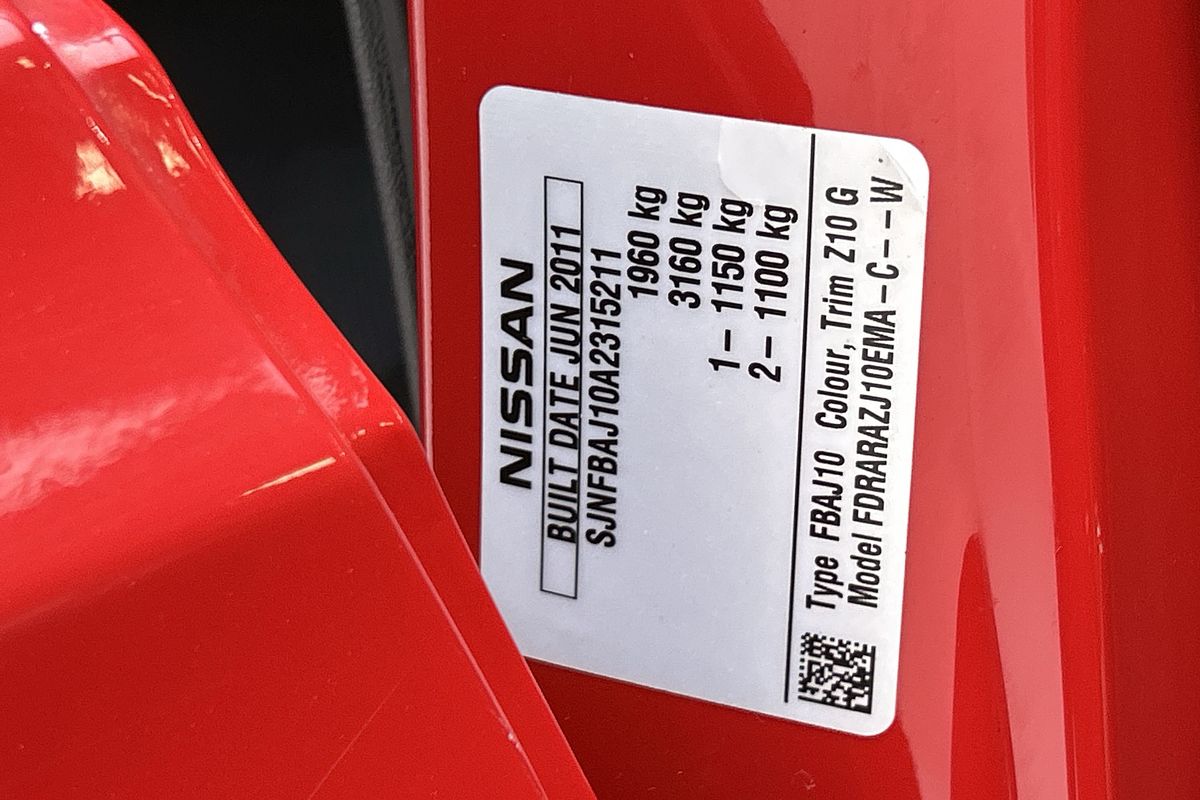 NISSAN
BUILT DATE JUN 2011
SJNFBAJ10A2315211
1960 kg
3160 kg
1– 1150 kg
2– 1100 kg
Type FBAJ10 Colour, Trim Z10 G
Model FDRARAZJ10EMA–C––W